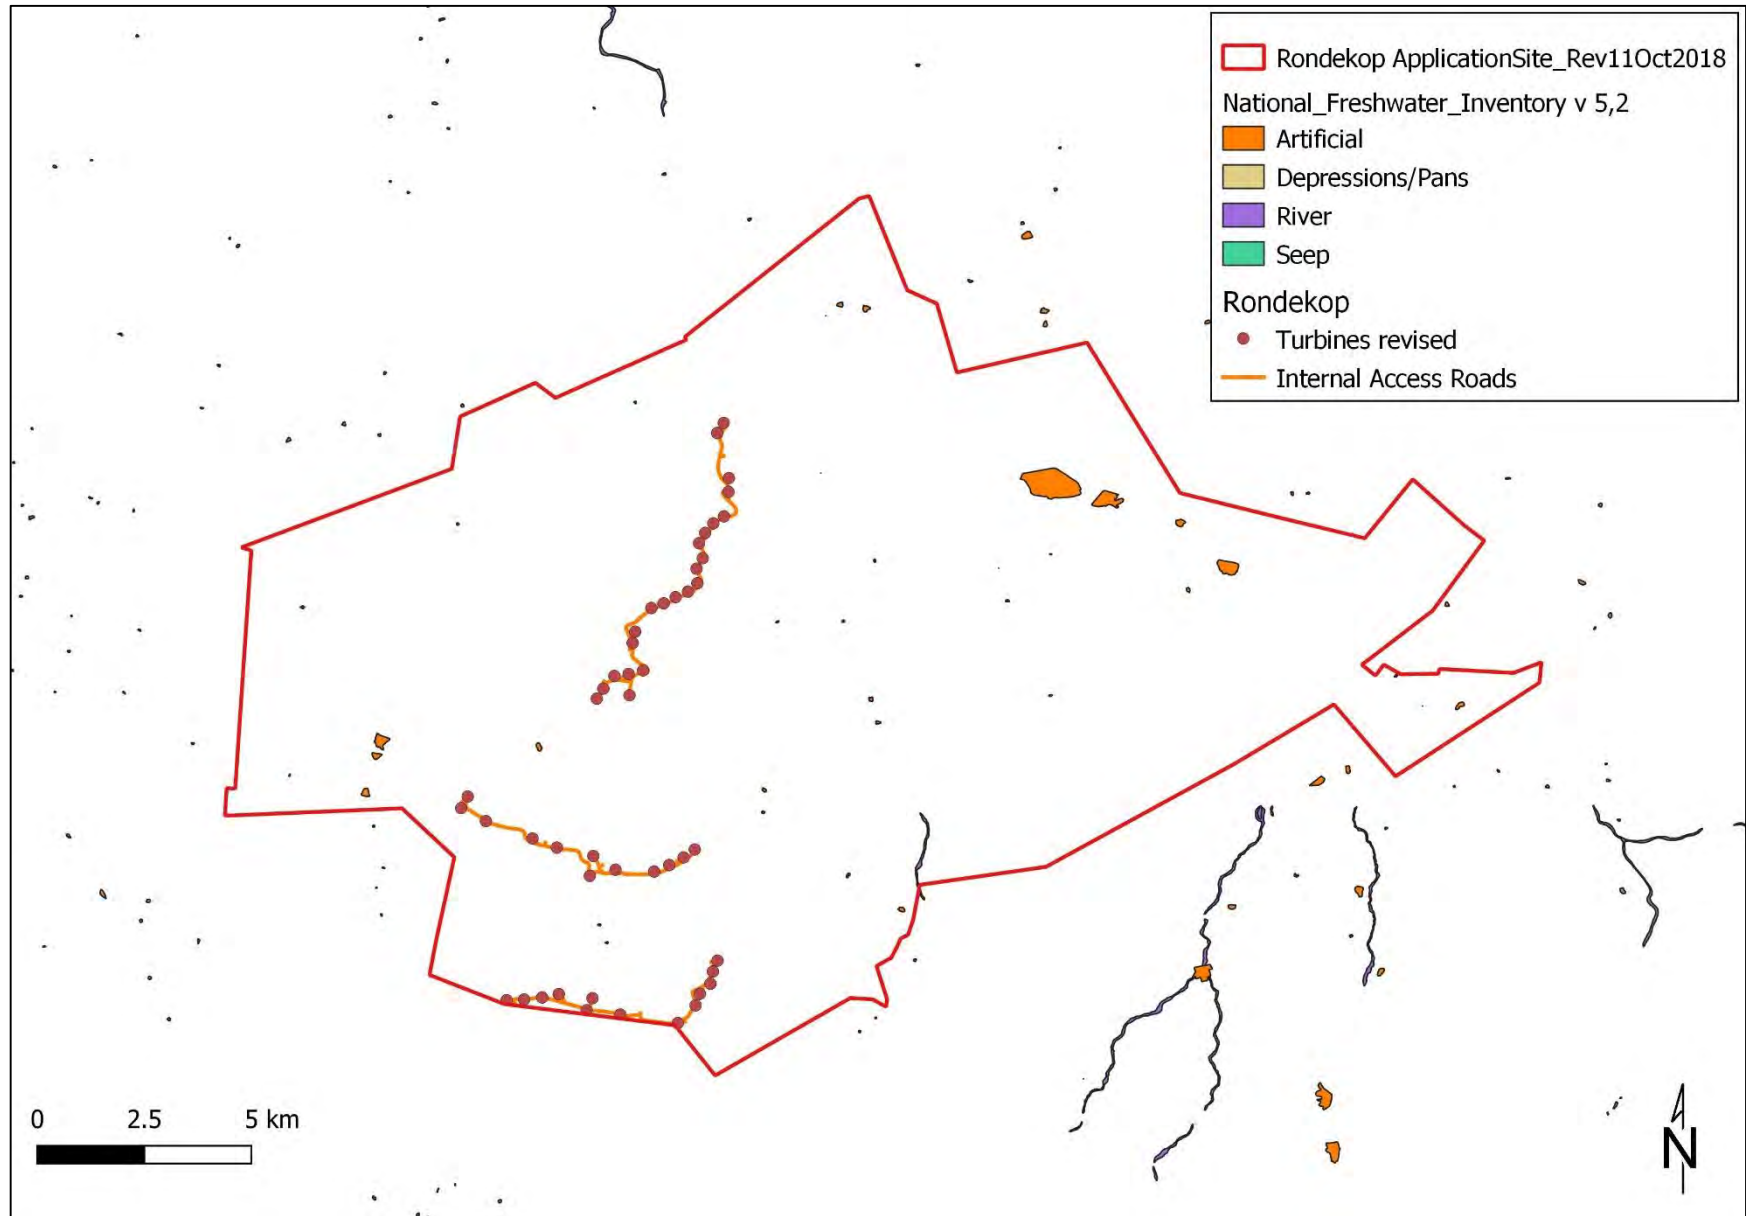 Rondekop ApplicationSite_Rev11Oct2018
National_Freshwater_Inventory v 5,2
Artificial
Depressions/Pans
River
Seep
Rondekop
Turbines revised
Internal Access Roads
0 2.5 5 km
N